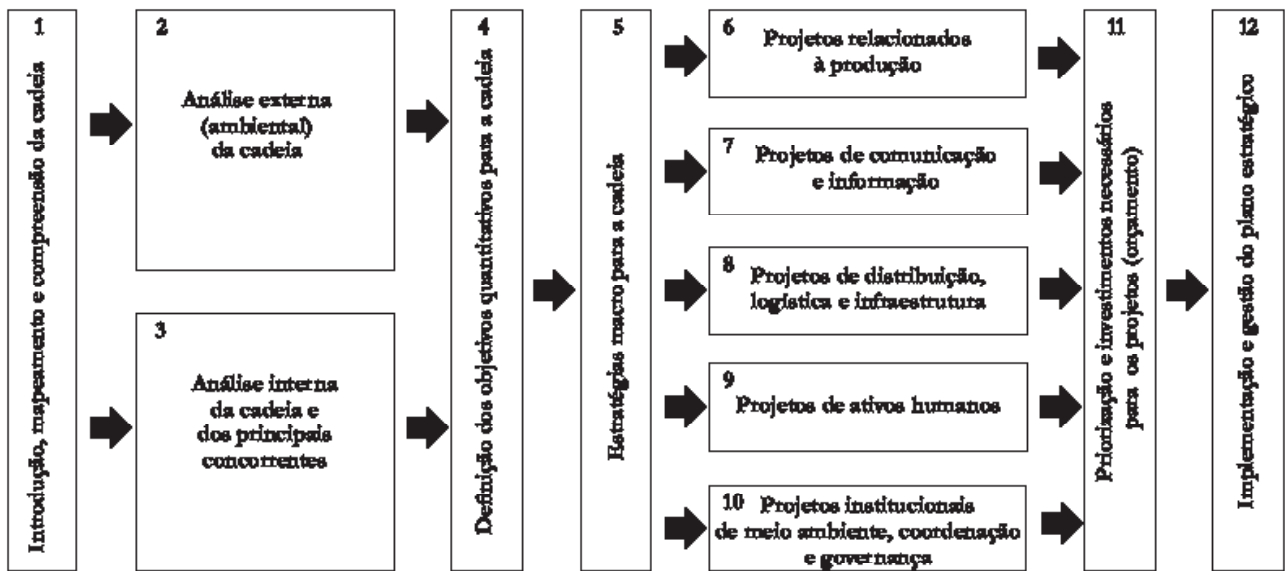 1
Introdução, mapeamento e compreensão da cadeia
2
Análise externa
(ambiental)
da cadeia
3
Análise interna
da cadeia e
dos principais
concorrentes
4
Definição dos objetivos quantitativos para a cadeia
5
Estratégias macro para a cadeia
6
Projetos relacionados
à produção
7
Projetos de comunicação
e informação
8
Projetos de distribuição,
logística e infraestrutura
9
Projetos de ativos humanos
10 Projetos institucionais
de meio ambiente, coordenação
e governança
11
Priorização e investimentos necessários
para os projetos (orçamento)
12
Implementação e gestão do plano estratégico